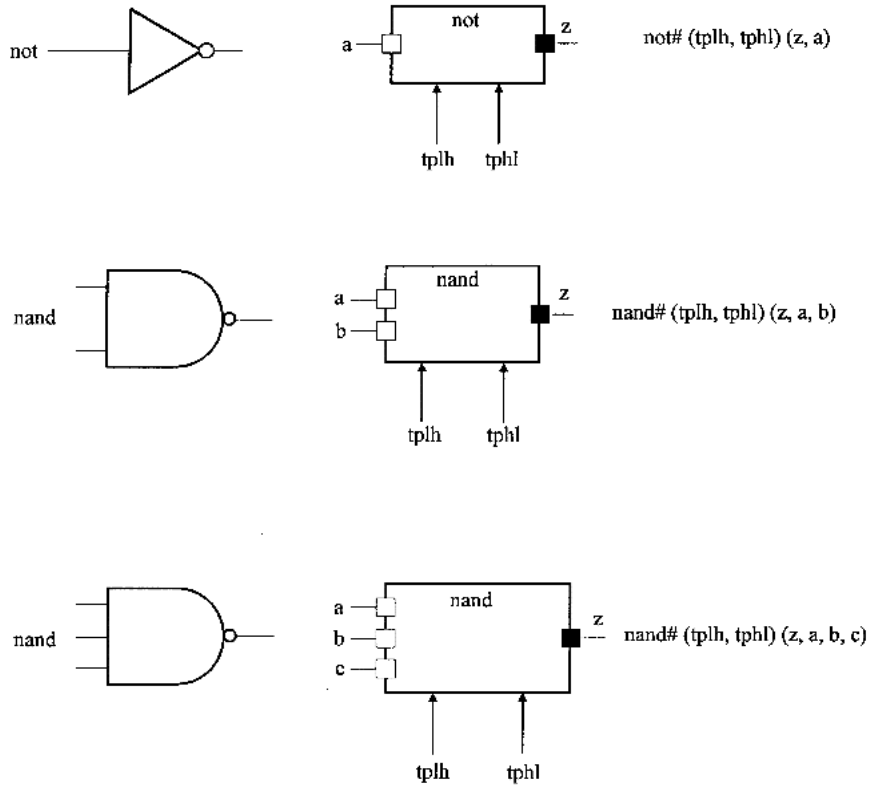 not
not
a
z
not# (tplh, tphl) (z, a)
tplh tphl
nand
nand
a
b
z
nand# (tplh, tphl) (z, a, b)
tplh tphl
nand
nand
a
b
c
z
nand# (tplh, tphl) (z, a, b, c)
tplh tphl